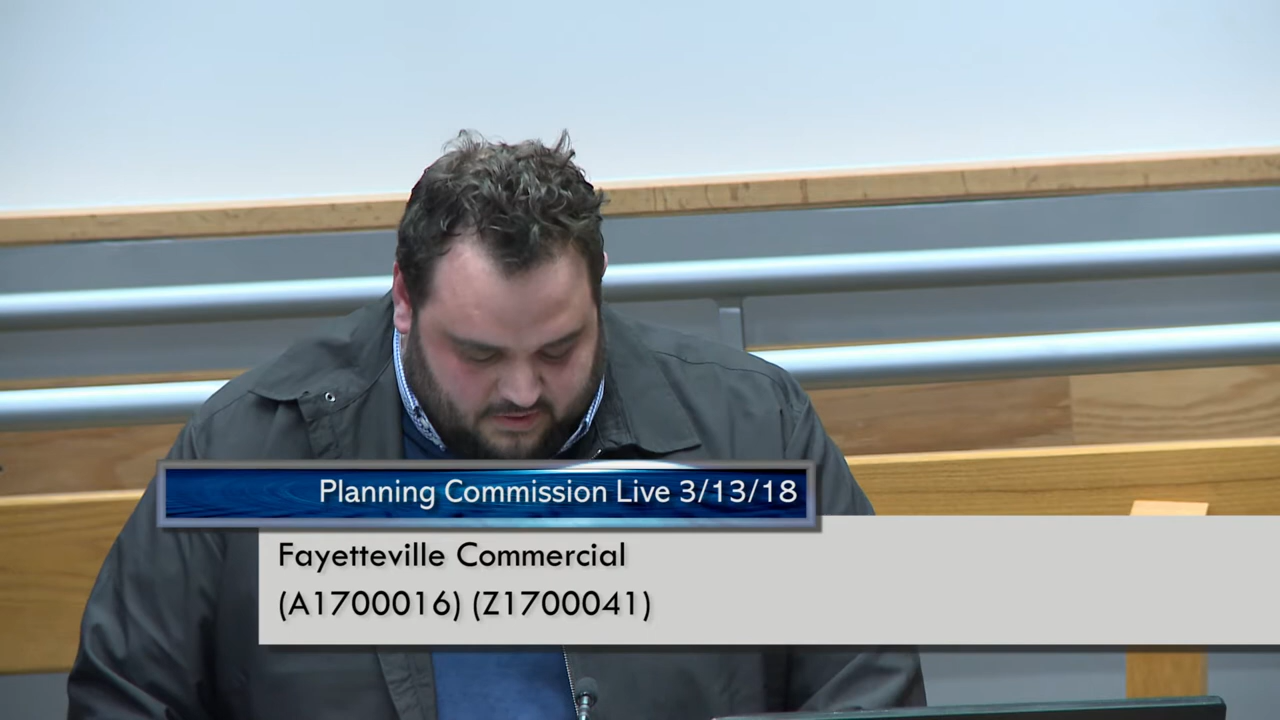 Planning Commission Live 3/13/18
Fayetteville Commercial
(A1700016) (Z1700041)